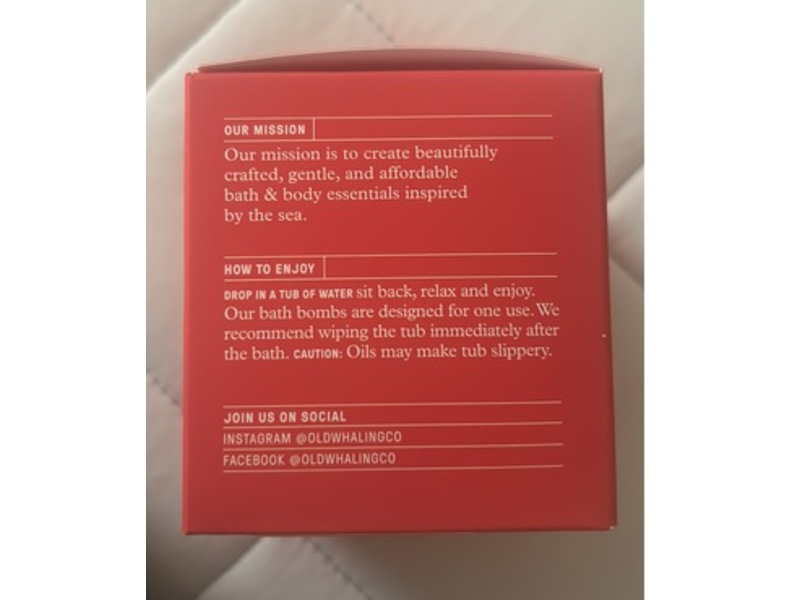 OUR MISSION
Our mission is to create beautifully
crafted, gentle, and affordable
bath & body essentials inspired
by the sea.
HOW TO ENJOY
DROP IN A TUB OF WATER sit back, relax and enjoy.
Our bath bombs are designed for one use. We
recommend wiping the tub immediately after
the bath. CAUTION: Oils may make tub slippery.
JOIN US ON SOCIAL
INSTAGRAM @OLDWHALINGCO
FACEBOOK @OLDWHALINGCO